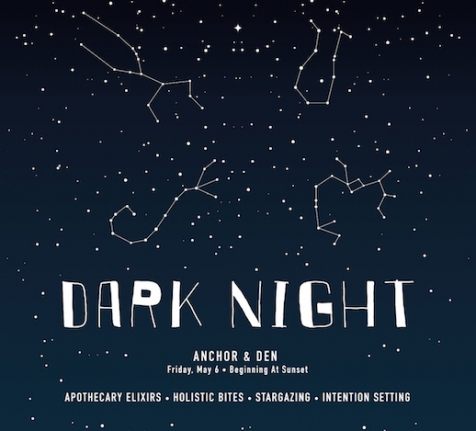 DARK NIGHT
ANCHOR & DEN
Friday, May 6 • Beginning At Sunset
APOTHECARY ELIXIRS • HOLISTIC BITES • STARGAZING • INTENTION SETTING